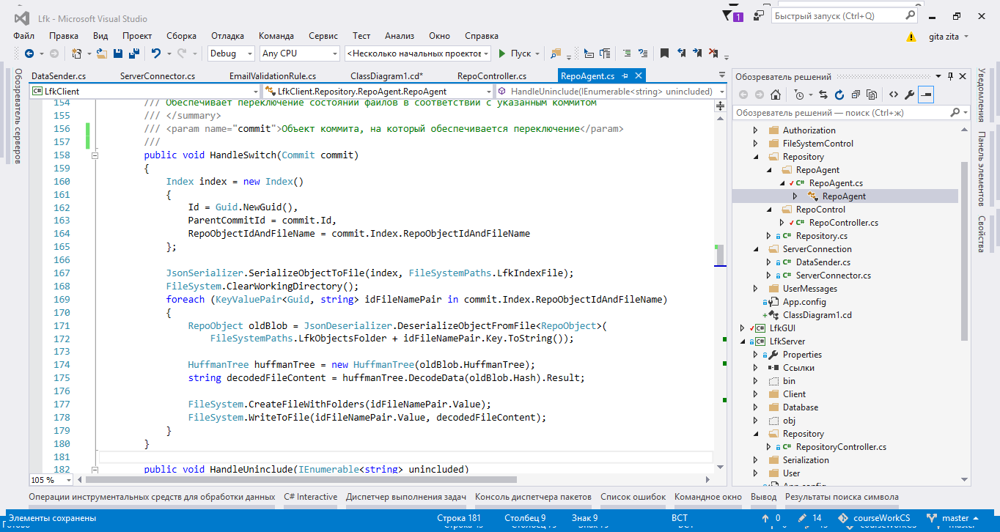 Lfk - Microsoft Visual Studio
1
Быстрый запуск (Ctrl+Q)
Файл Правка Вид Проект Сборка Отладка Команда Сервис Тест Анализ Окно Справка
gita zita
Debug Any CPU <Несколько начальных проектов> Пуск
DataSender.cs ServerConnector.cs EmailValidationRule.cs ClassDiagram1.cd* RepoController.cs RepoAgent.cs
LfkClient LfkClient.Repository.RepoAgent.RepoAgent HandleUninclude(IEnumerable<string> unincluded)
154 /// Обеспечивает переключение состояний файлов в соответствии с указанным коммитом
155 /// </summary>
156 /// <param name="commit">Объект коммита, на который обеспечивается переключение</param>
157 ///
158 public void HandleSwitch(Commit commit)
159 {
160 Index index = new Index()
161 {
162 Id = Guid.NewGuid(),
163 ParentCommitId = commit.Id,
164 RepoObjectIdAndFileName = commit.Index.RepoObjectIdAndFileName
165 };
166
167 JsonSerializer.SerializeObjectToFile(index, FileSystemPaths.LfkIndexFile);
168 FileSystem.ClearWorkingDirectory();
169 foreach (KeyValuePair<Guid, string> idFileNamePair in commit.Index.RepoObjectIdAndFileName)
170 {
171 RepoObject oldBlob = JsonDeserializer.DeserializeObjectFromFile<RepoObject>(
172 FileSystemPaths.LfkObjectsFolder + idFileNamePair.Key.ToString());
173
174 HuffmanTree huffmanTree = new HuffmanTree(oldBlob.HuffmanTree);
175 string decodedFileContent = huffmanTree.DecodeData(oldBlob.Hash).Result;
176
177 FileSystem.CreateFileWithFolders(idFileNamePair.Value);
178 FileSystem.WriteToFile(idFileNamePair.Value, decodedFileContent);
179 }
180 }
181
182 public void HandleUninclude(IEnumerable<string> unincluded)
105 %
Обозреватель серверов
Обозреватель решений
Обозреватель решений — поиск (Ctrl+ж)
Authorization
FileSystemControl
Repository
RepoAgent
C# RepoAgent.cs
RepoAgent
RepoControl
C# RepoController.cs
C# Repository.cs
ServerConnection
C# DataSender.cs
C# ServerConnector.cs
UserMessages
App.config
ClassDiagram1.cd
C# LfkGUI
C# LfkServer
Properties
Ссылки
bin
Client
Database
obj
Repository
C# RepositoryController.cs
Serialization
User
App.config
Уведомления
Панель элементов
Свойства
Операции инструментальных средств для обработки данных C# Interactive Диспетчер выполнения задач Консоль диспетчера пакетов Список ошибок Командное окно Вывод Результаты поиска символа
Элементы сохранены Строка 181 Столбец 9 Знак 9 ВСТ 0 14 courseWorkCS master